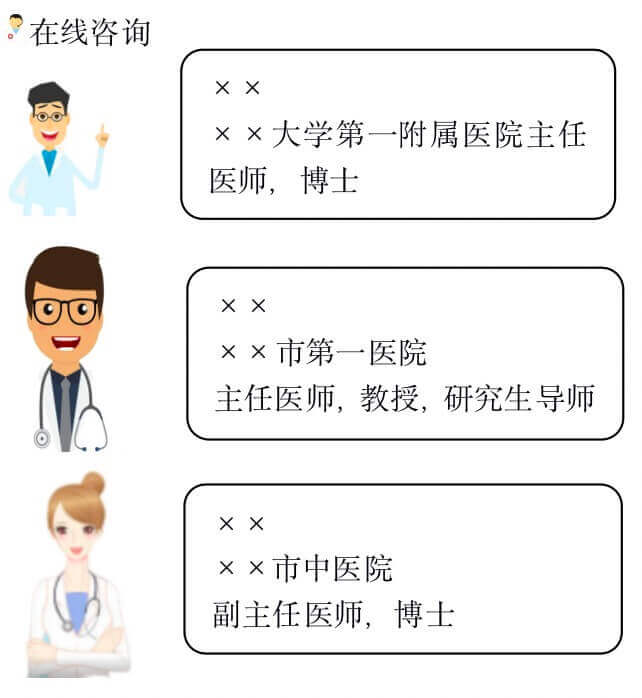 在线咨询
××
××大学第一附属医院主任
医师，博士
××
××市第一医院
主任医师，教授，研究生导师
××
××市中医院
副主任医师，博士